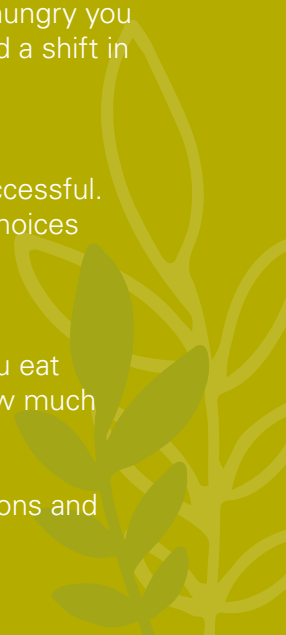 hungry you
d a shift in
ccessful.
hoices
u eat
w much
ons and